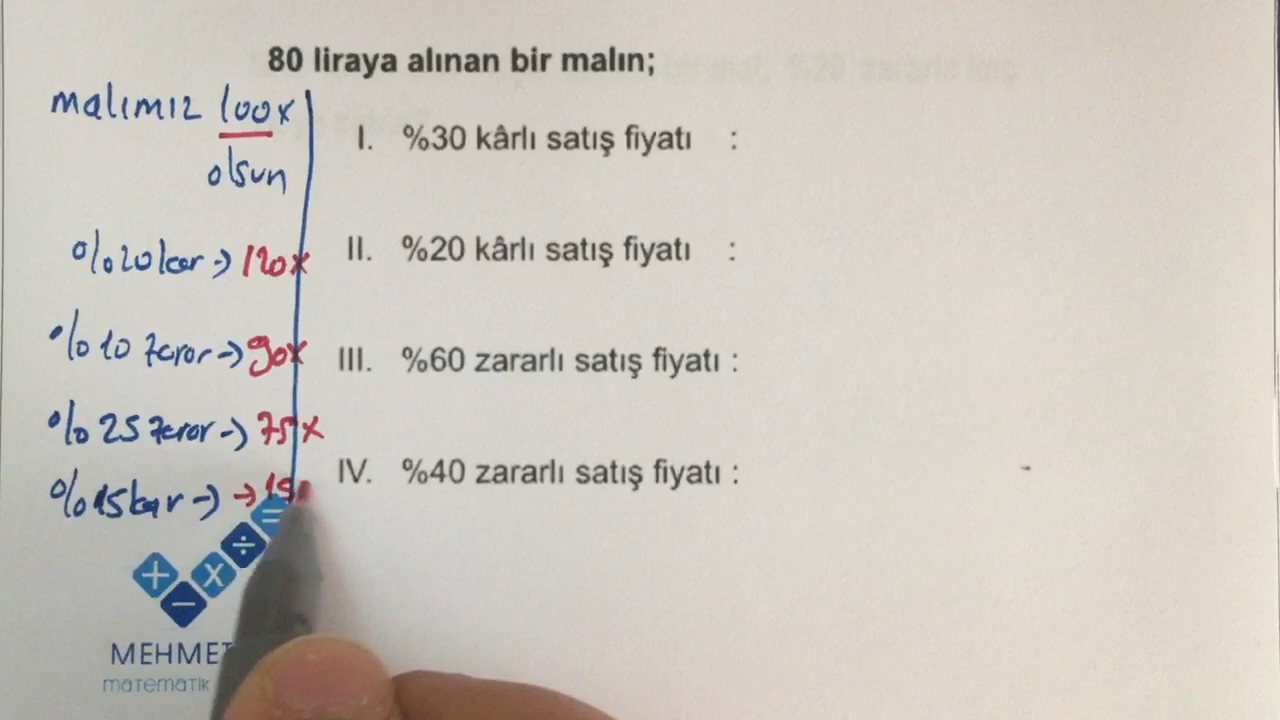 80 liraya alınan bir malın;
malımız 100x
olsun
%20 kar → 120x
%10 zarar → 90x
%25 zarar → 75x
%15 kar →
I. %30 kârlı satış fiyatı :
II. %20 kârlı satış fiyatı :
III. %60 zararlı satış fiyatı :
IV. %40 zararlı satış fiyatı :
MEHMET
matematik